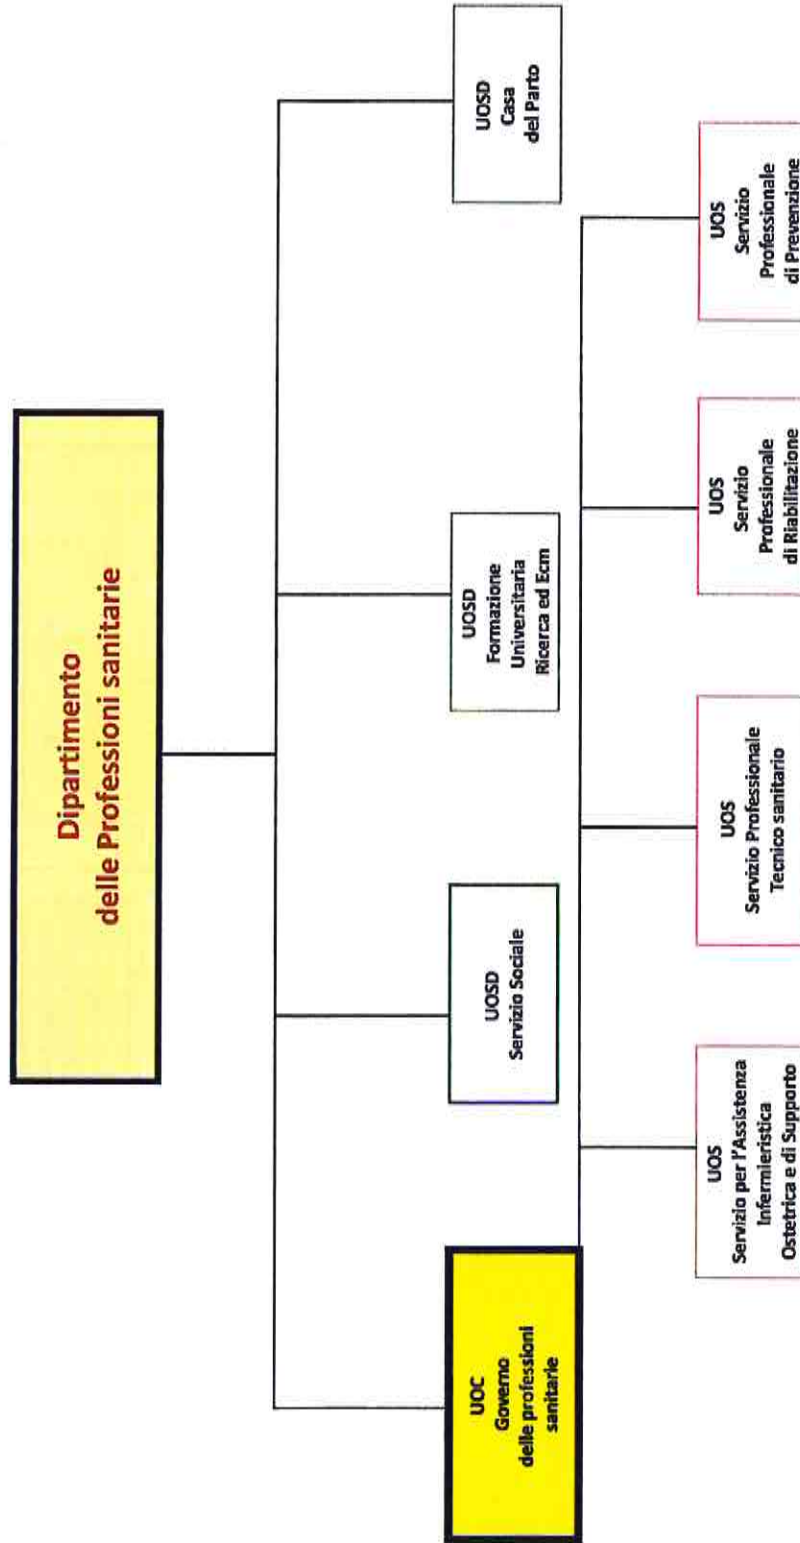 Dipartimento
delle Professioni sanitarie
UOC
Governo
delle professioni
sanitarie
UOSD
Servizio Sociale
UOSD
Formazione
Universitaria
Ricerca ed Ecm
UOSD
Casa
del Parto
UOS
Servizio per l'Assistenza
Infermieristica
Ostetrica e di Supporto
UOS
Servizio Professionale
Tecnico sanitario
UOS
Servizio
Professionale
di Riabilitazione
UOS
Servizio
Professionale
di Prevenzione